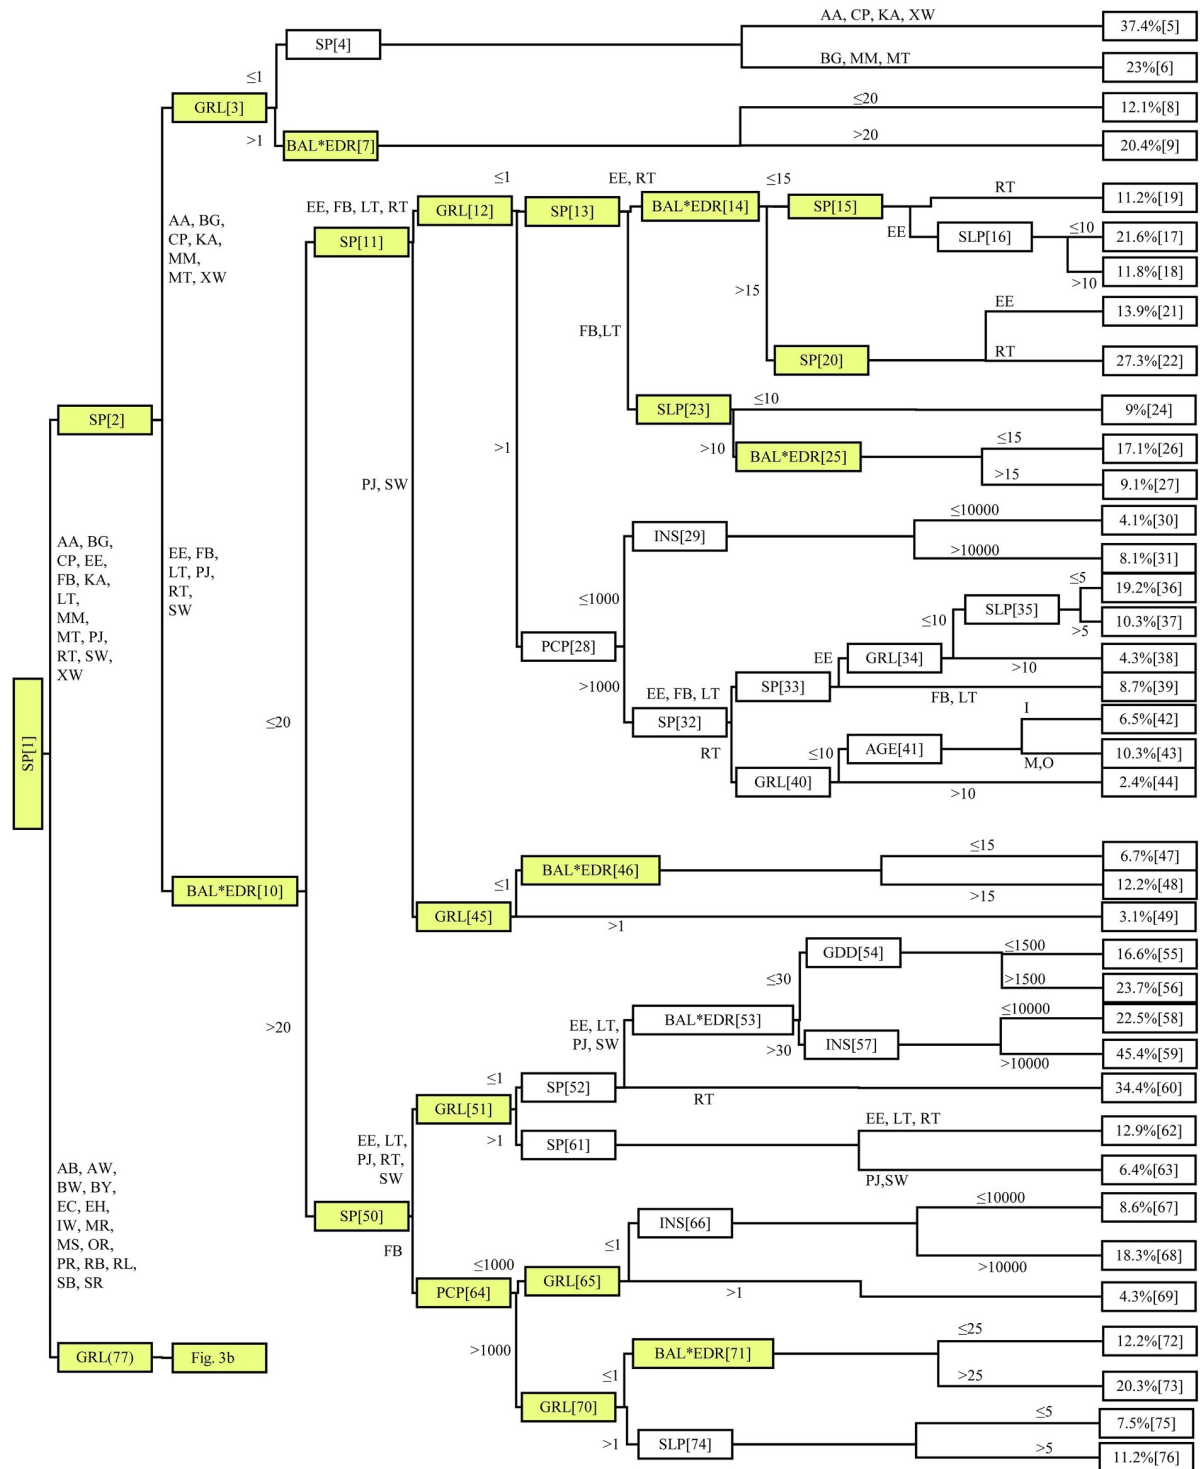 AA, CP, KA, XW
37.4%[5]
SP[4]
BG, MM, MT
23%[6]
≤1
GRL[3]
≤20
12.1%[8]
>1
BAL*EDR[7]
>20
20.4%[9]
≤1
EE, RT
≤15
RT
11.2%[19]
EE, FB, LT, RT
GRL[12]
SP[13]
BAL*EDR[14]
SP[15]
AA, BG,
CP, KA,
MM,
MT, XW
SP[11]
EE
SLP[16]
≤10
21.6%[17]
>10
11.8%[18]
>15
EE
13.9%[21]
FB,LT
SP[20]
RT
27.3%[22]
SP[2]
SLP[23]
≤10
9%[24]
>1
>10
BAL*EDR[25]
≤15
17.1%[26]
>15
9.1%[27]
PJ, SW
AA, BG,
CP, EE,
FB, KA,
LT,
MM,
MT, PJ,
RT, SW,
XW
EE, FB,
LT, PJ,
RT,
SW
INS[29]
≤10000
4.1%[30]
>10000
8.1%[31]
≤1000
≤5
19.2%[36]
SLP[35]
≤10
>5
10.3%[37]
PCP[28]
EE
GRL[34]
>10
4.3%[38]
>1000
EE, FB, LT
SP[33]
FB, LT
8.7%[39]
SP[32]
I
6.5%[42]
≤20
SP[1]
RT
≤10
AGE[41]
M,O
10.3%[43]
GRL[40]
>10
2.4%[44]
BAL*EDR[46]
≤15
6.7%[47]
≤1
>15
12.2%[48]
BAL*EDR[10]
GRL[45]
>1
3.1%[49]
GDD[54]
≤1500
16.6%[55]
≤30
>1500
23.7%[56]
>20
EE, LT,
PJ, SW
BAL*EDR[53]
≤10000
22.5%[58]
>30
INS[57]
>10000
45.4%[59]
≤1
SP[52]
RT
34.4%[60]
GRL[51]
EE, LT, RT
12.9%[62]
>1
SP[61]
EE, LT,
PJ, RT,
SW
PJ,SW
6.4%[63]
AB, AW,
BW, BY,
EC, EH,
IW, MR,
MS, OR,
PR, RB, RL,
SB, SR
SP[50]
≤10000
8.6%[67]
INS[66]
FB
≤1
>10000
18.3%[68]
≤1000
PCP[64]
GRL[65]
>1
4.3%[69]
>1000
≤25
12.2%[72]
GRL(77)
Fig. 3b
BAL*EDR[71]
≤1
>25
20.3%[73]
GRL[70]
≤5
7.5%[75]
>1
SLP[74]
>5
11.2%[76]